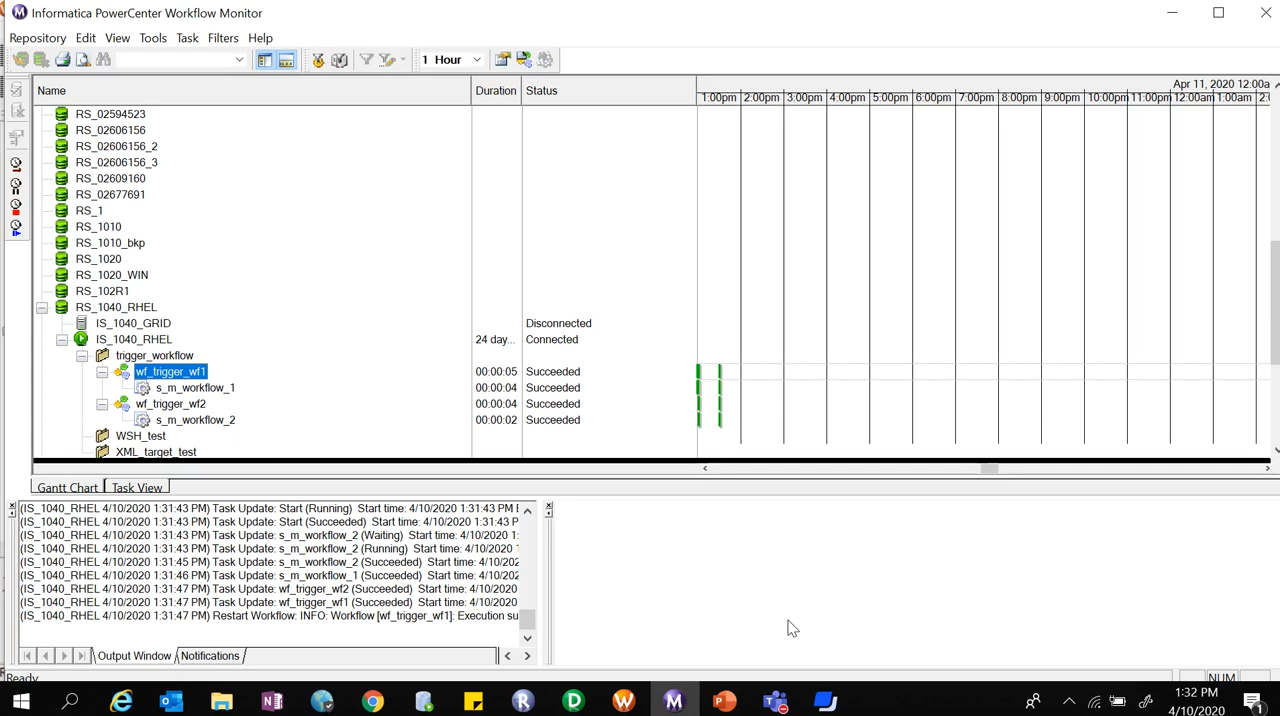 Informatica PowerCenter Workflow Monitor
Repository Edit View Tools Task Filters Help
1 Hour
Name Duration Status Apr 11, 2020 12:00a
1:00pm 2:00pm 3:00pm 4:00pm 5:00pm 6:00pm 7:00pm 8:00pm 9:00pm 10:00pm 11:00pm 12:00am 1:00am
RS_02594523
RS_02606156
RS_02606156_2
RS_02606156_3
RS_02609160
RS_02677691
RS_1
RS_1010
RS_1010_bkp
RS_1020
RS_1020_WIN
RS_102R1
RS_1040_RHEL
IS_1040_GRID Disconnected
IS_1040_RHEL 24 day... Connected
trigger_workflow
wf_trigger_wf1 00:00:05 Succeeded
s_m_workflow_1 00:00:04 Succeeded
wf_trigger_wf2 00:00:04 Succeeded
s_m_workflow_2 00:00:02 Succeeded
WSH_test
XML_target_test
Gantt Chart Task View
(IS_1040_RHEL 4/10/2020 1:31:43 PM) Task Update: Start (Running) Start time: 4/10/2020 1:31:43 PM E
(IS_1040_RHEL 4/10/2020 1:31:43 PM) Task Update: Start (Succeeded) Start time: 4/10/2020 1:31:43 P
(IS_1040_RHEL 4/10/2020 1:31:43 PM) Task Update: s_m_workflow_2 (Waiting) Start time: 4/10/2020 1:
(IS_1040_RHEL 4/10/2020 1:31:43 PM) Task Update: s_m_workflow_2 (Running) Start time: 4/10/2020 1
(IS_1040_RHEL 4/10/2020 1:31:45 PM) Task Update: s_m_workflow_2 (Succeeded) Start time: 4/10/202
(IS_1040_RHEL 4/10/2020 1:31:46 PM) Task Update: s_m_workflow_1 (Succeeded) Start time: 4/10/202
(IS_1040_RHEL 4/10/2020 1:31:47 PM) Task Update: wf_trigger_wf2 (Succeeded) Start time: 4/10/202
(IS_1040_RHEL 4/10/2020 1:31:47 PM) Task Update: wf_trigger_wf1 (Succeeded) Start time: 4/10/202
(IS_1040_RHEL 4/10/2020 1:31:47 PM) Restart Workflow: INFO: Workflow [wf_trigger_wf1]: Execution su
Output Window Notifications
Ready NUM
1:32 PM
4/10/2020